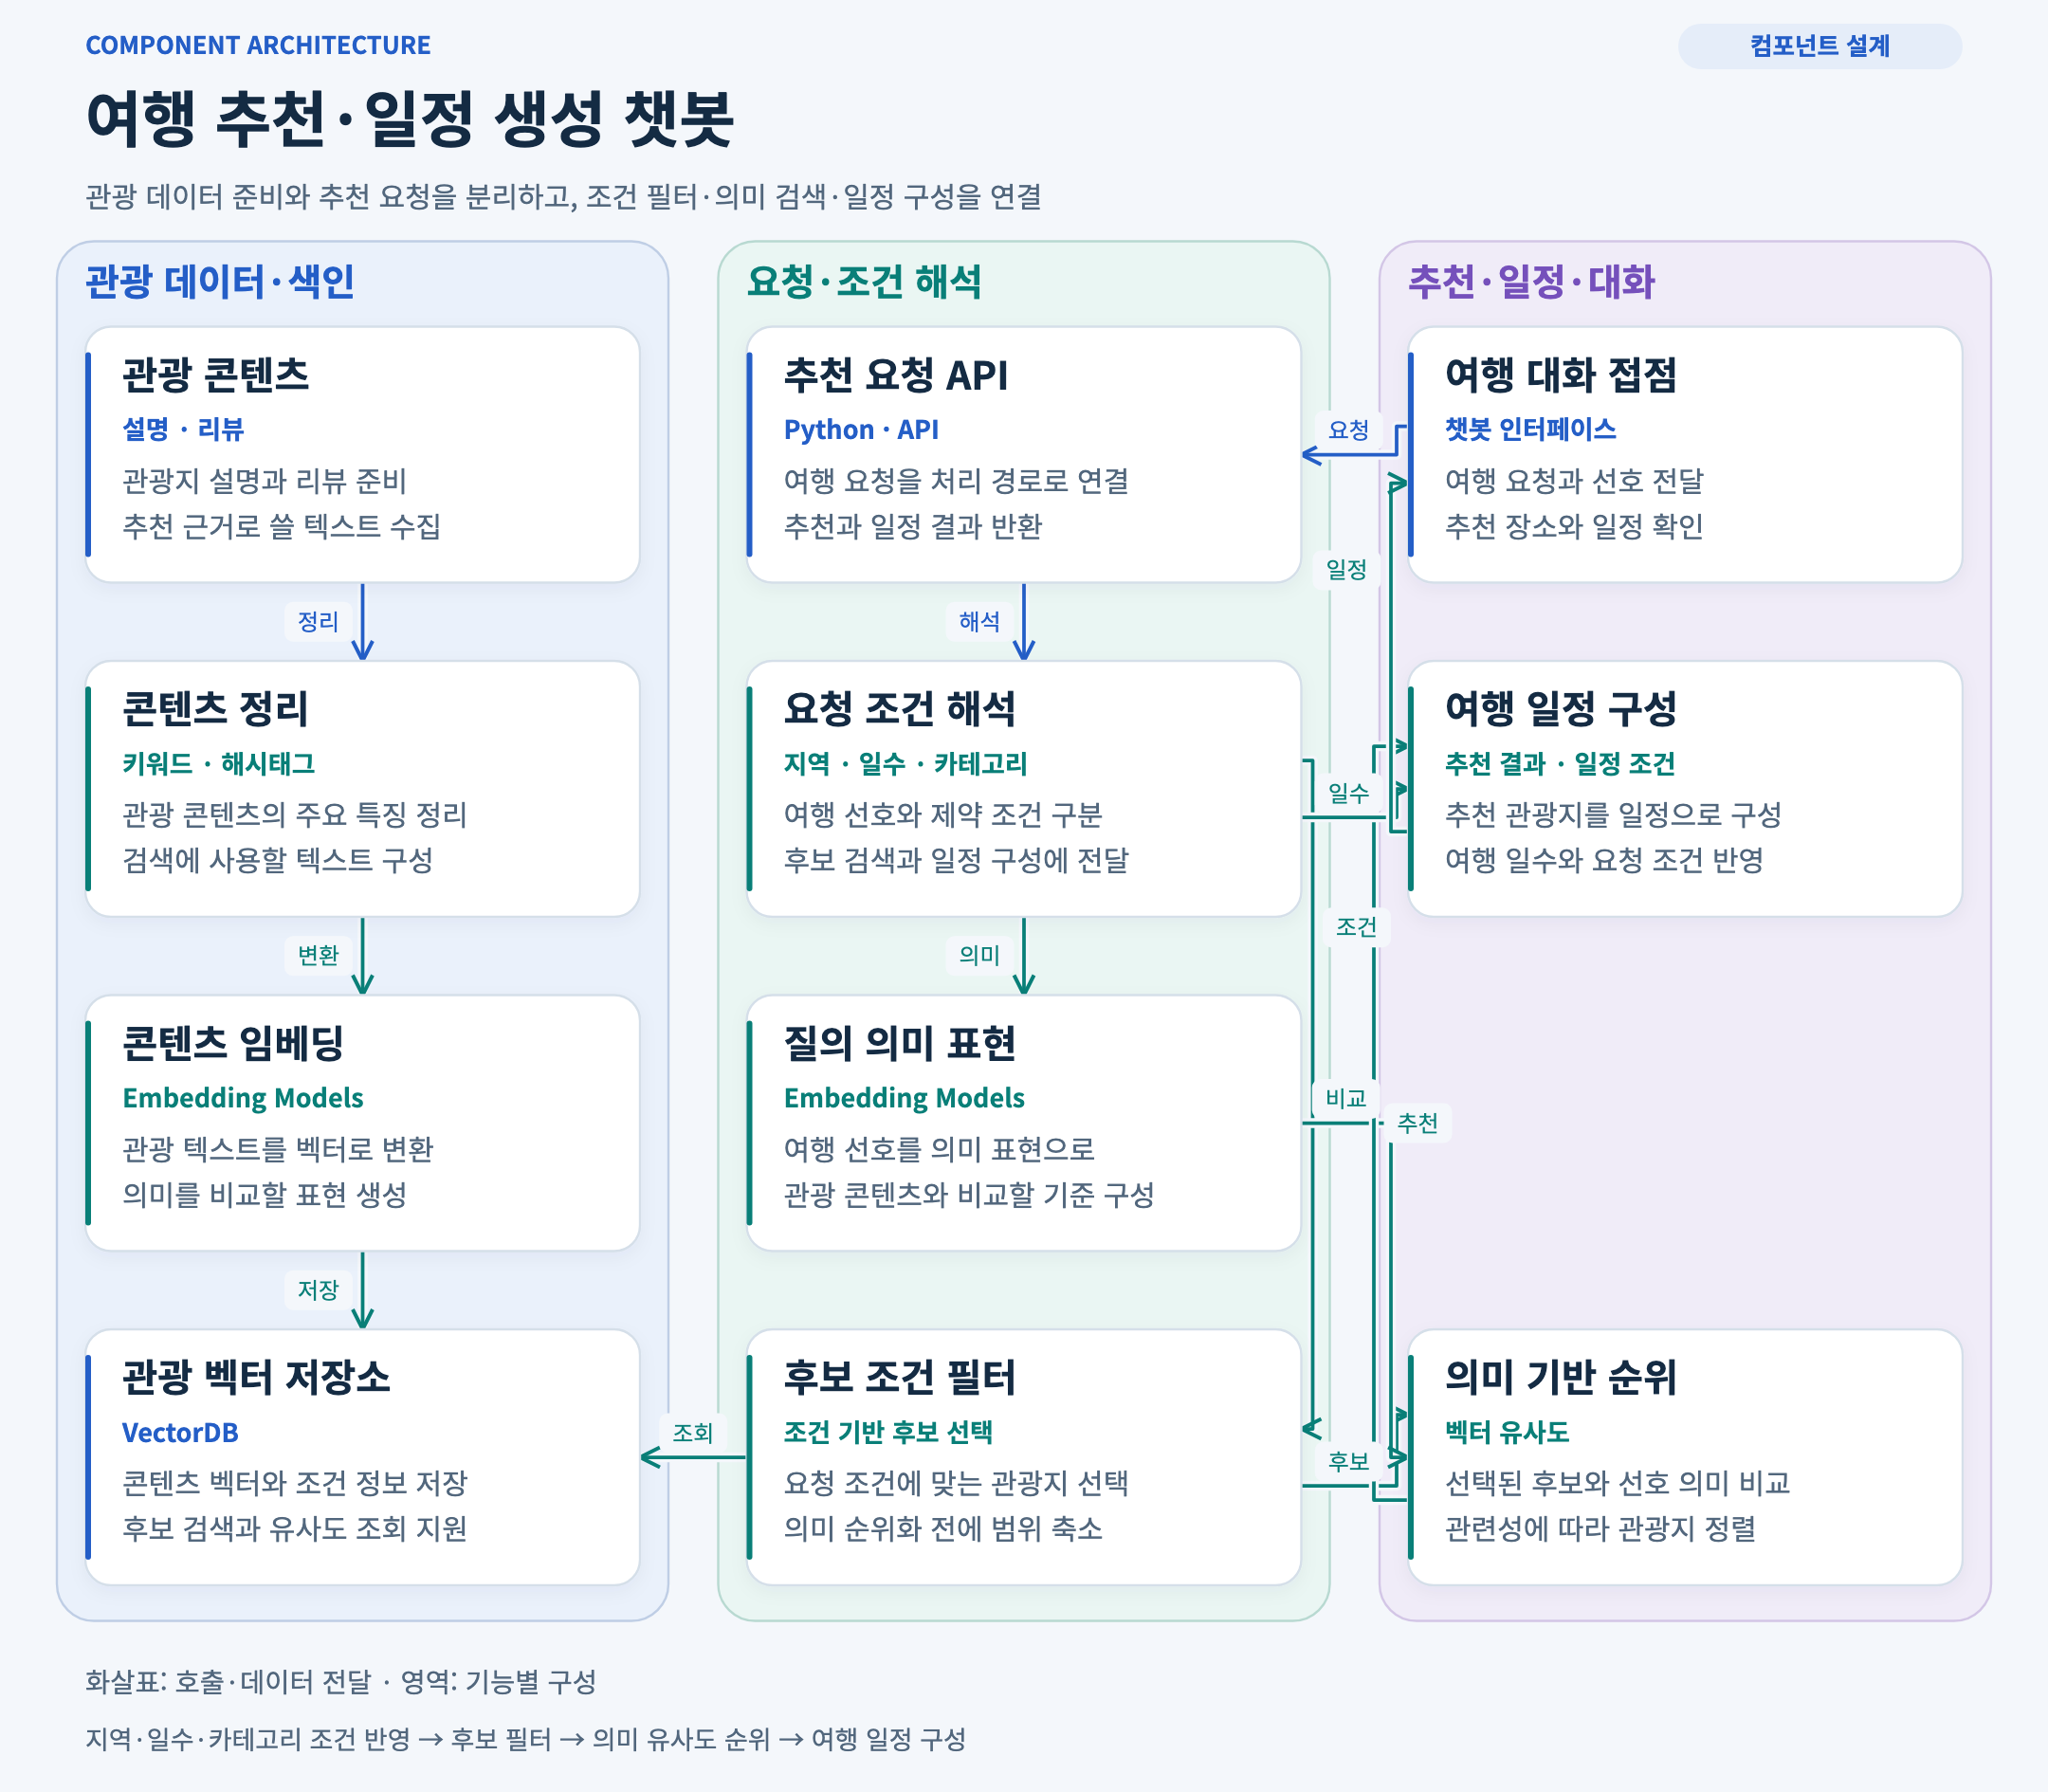 COMPONENT ARCHITECTURE
컴포넌트 설계
여행 추천·일정 생성 챗봇
관광 데이터 준비와 추천 요청을 분리하고, 조건 필터·의미 검색·일정 구성을 연결
관광 데이터·색인
관광 콘텐츠
설명 · 리뷰
관광지 설명과 리뷰 준비
추천 근거로 쓸 텍스트 수집
정리
콘텐츠 정리
키워드 · 해시태그
관광 콘텐츠의 주요 특징 정리
검색에 사용할 텍스트 구성
변환
콘텐츠 임베딩
Embedding Models
관광 텍스트를 벡터로 변환
의미를 비교할 표현 생성
저장
관광 벡터 저장소
VectorDB
콘텐츠 벡터와 조건 정보 저장
후보 검색과 유사도 조회 지원
조회
요청·조건 해석
추천 요청 API
Python · API
여행 요청을 처리 경로로 연결
추천과 일정 결과 반환
해석
요청 조건 해석
지역 · 일수 · 카테고리
여행 선호와 제약 조건 구분
후보 검색과 일정 구성에 전달
의미
질의 의미 표현
Embedding Models
여행 선호를 의미 표현으로
관광 콘텐츠와 비교할 기준 구성
후보 조건 필터
조건 기반 후보 선택
요청 조건에 맞는 관광지 선택
의미 순위화 전에 범위 축소
요청
일정
일수
조건
비교
추천
후보
추천·일정·대화
여행 대화 접점
챗봇 인터페이스
여행 요청과 선호 전달
추천 장소와 일정 확인
여행 일정 구성
추천 결과 · 일정 조건
추천 관광지를 일정으로 구성
여행 일수와 요청 조건 반영
의미 기반 순위
벡터 유사도
선택된 후보와 선호 의미 비교
관련성에 따라 관광지 정렬
화살표: 호출·데이터 전달 · 영역: 기능별 구성
지역·일수·카테고리 조건 반영 → 후보 필터 → 의미 유사도 순위 → 여행 일정 구성